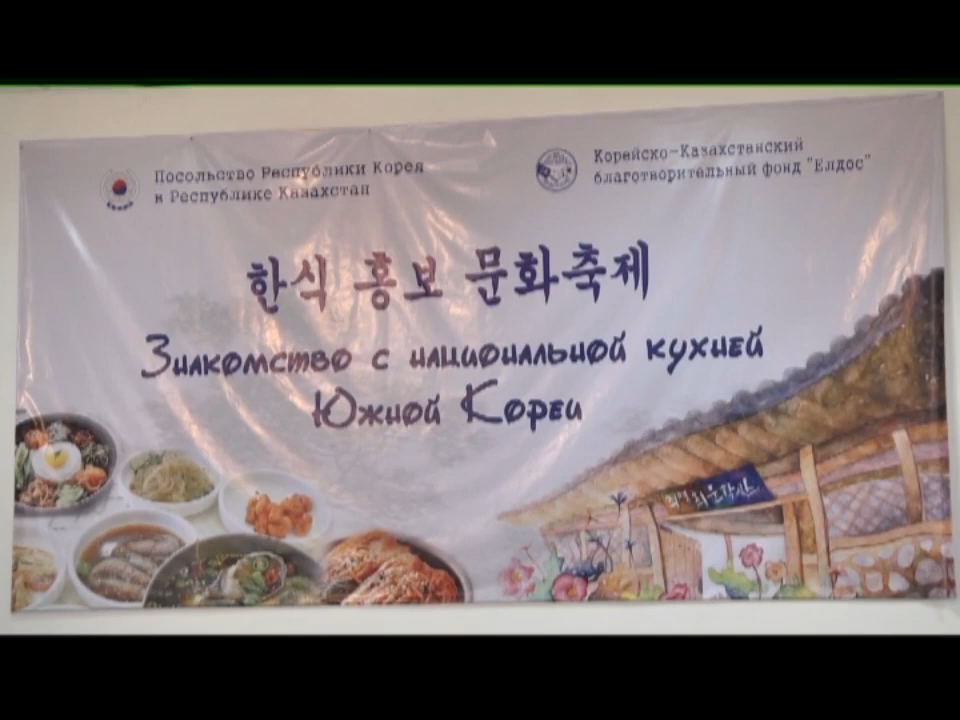 Посольство Республики Корея
в Республике Казахстан
Корейско-Казахстанский
благотворительный фонд "Елдос"
한식 홍보 문화축제
Знакомство с национальной кухней
Южной Кореи